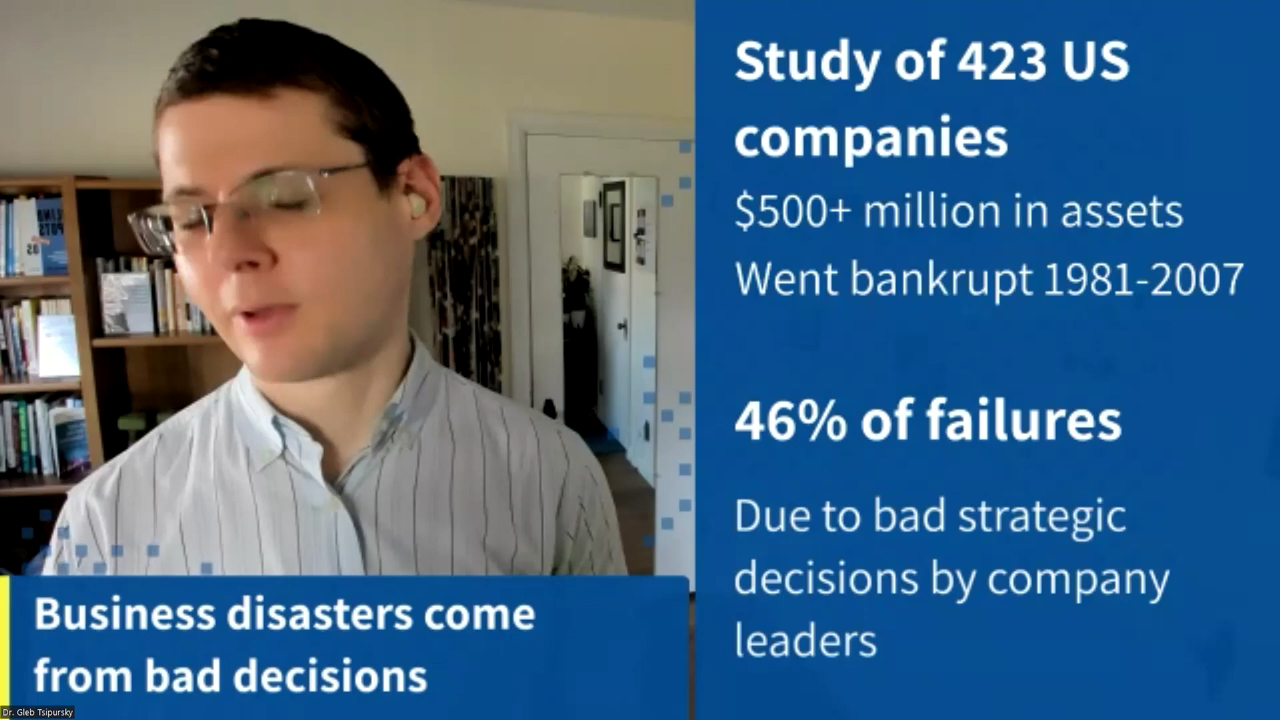 Study of 423 US
companies
$500+ million in assets
Went bankrupt 1981-2007
46% of failures
Due to bad strategic
decisions by company
leaders
Business disasters come
from bad decisions
Dr. Gleb Tsipursky